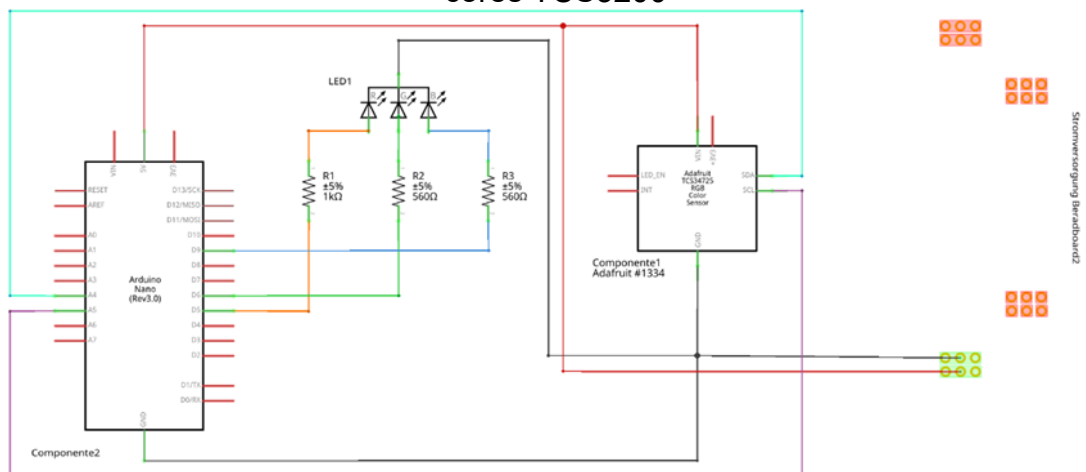 LED1
R1
±5%
1kΩ
R2
±5%
560Ω
R3
±5%
560Ω
VIN
5V
3V3
RESET
AREF
A0
A1
A2
A3
A4
A5
A6
A7
D13/SCK
D12/MISO
D11/MOSI
D10
D9
D8
D7
D6
D5
D4
D3
D2
D1/TX
D0/RX
GND
Arduino
Nano
(Rev3.0)
Componente2
VIN
LED_EN
INT
SDA
SCL
GND
Adafruit
TCS34725
RGB
Color
Sensor
Componente1
Adafruit #1334
Stromversorgung Beradboard2